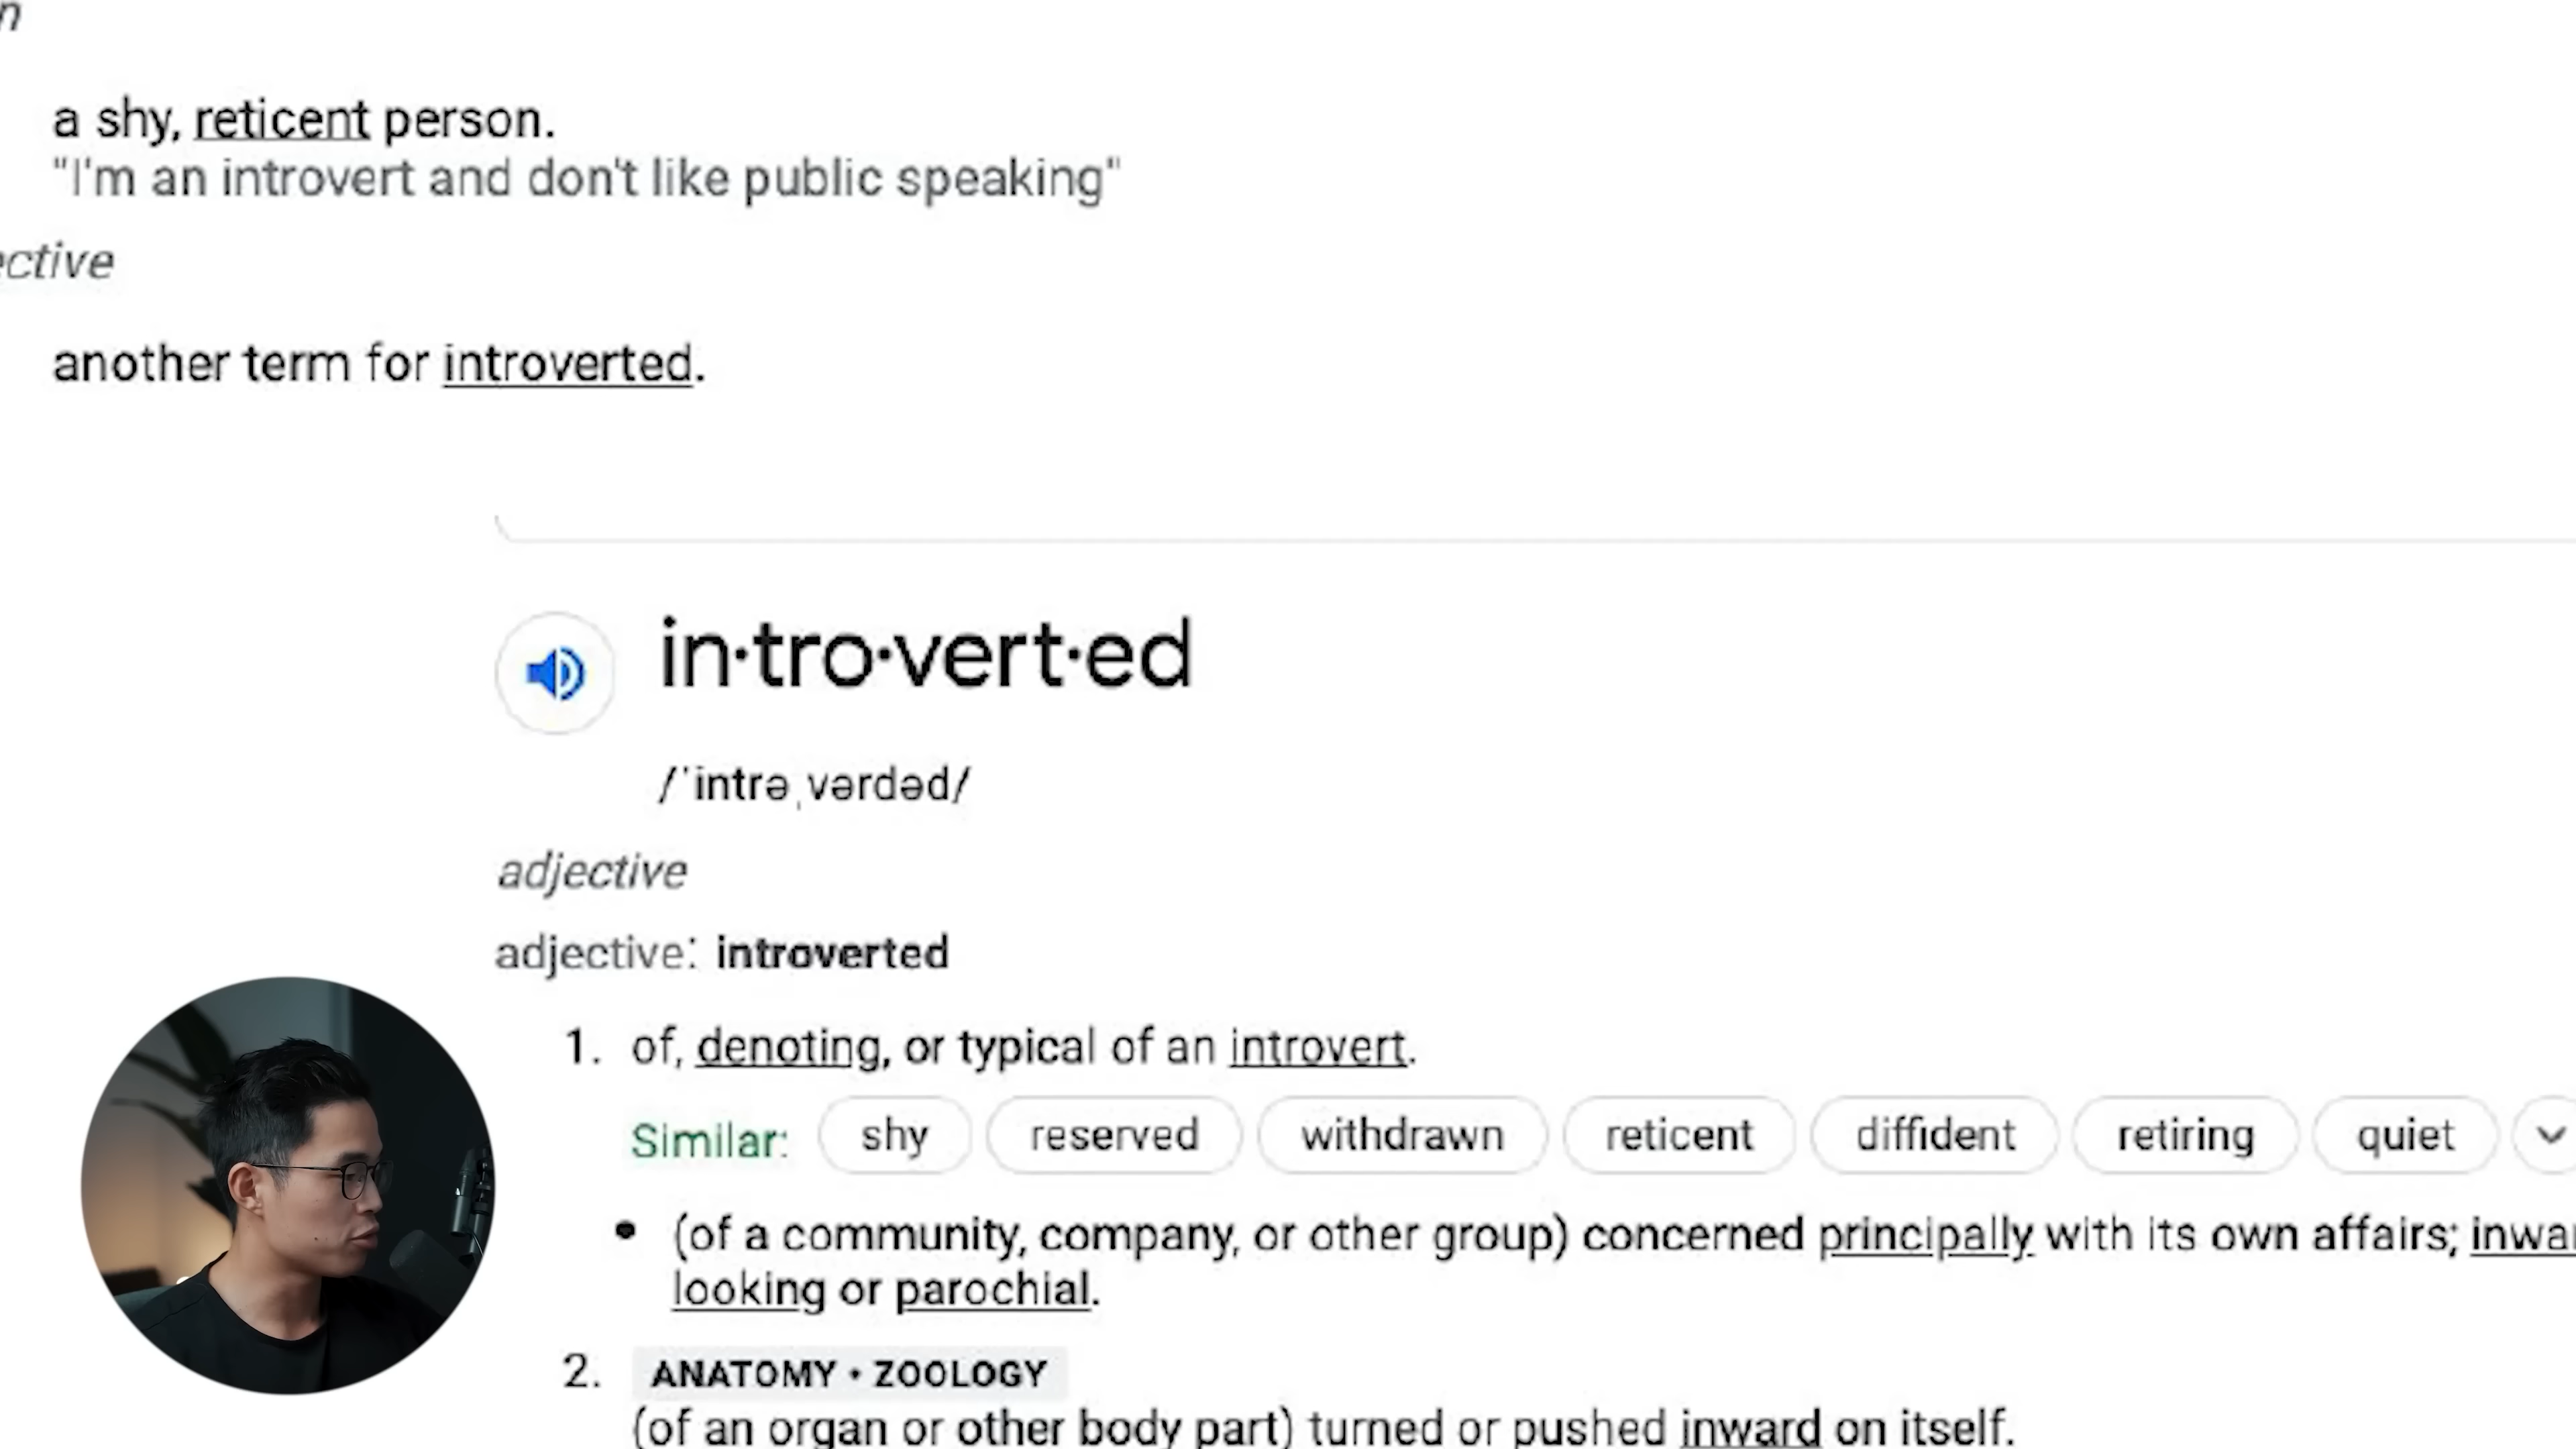 a shy, reticent person.
"I'm an introvert and don't like public speaking"
another term for introverted.
in·tro·vert·ed
/ˈintrəˌvərdəd/
adjective
adjective: introverted
1. of, denoting, or typical of an introvert.
Similar: shy reserved withdrawn reticent diffident retiring quiet
• (of a community, company, or other group) concerned principally with its own affairs;
looking or parochial.
2. ANATOMY • ZOOLOGY
(of an organ or other body part) turned or pushed inward on itself.